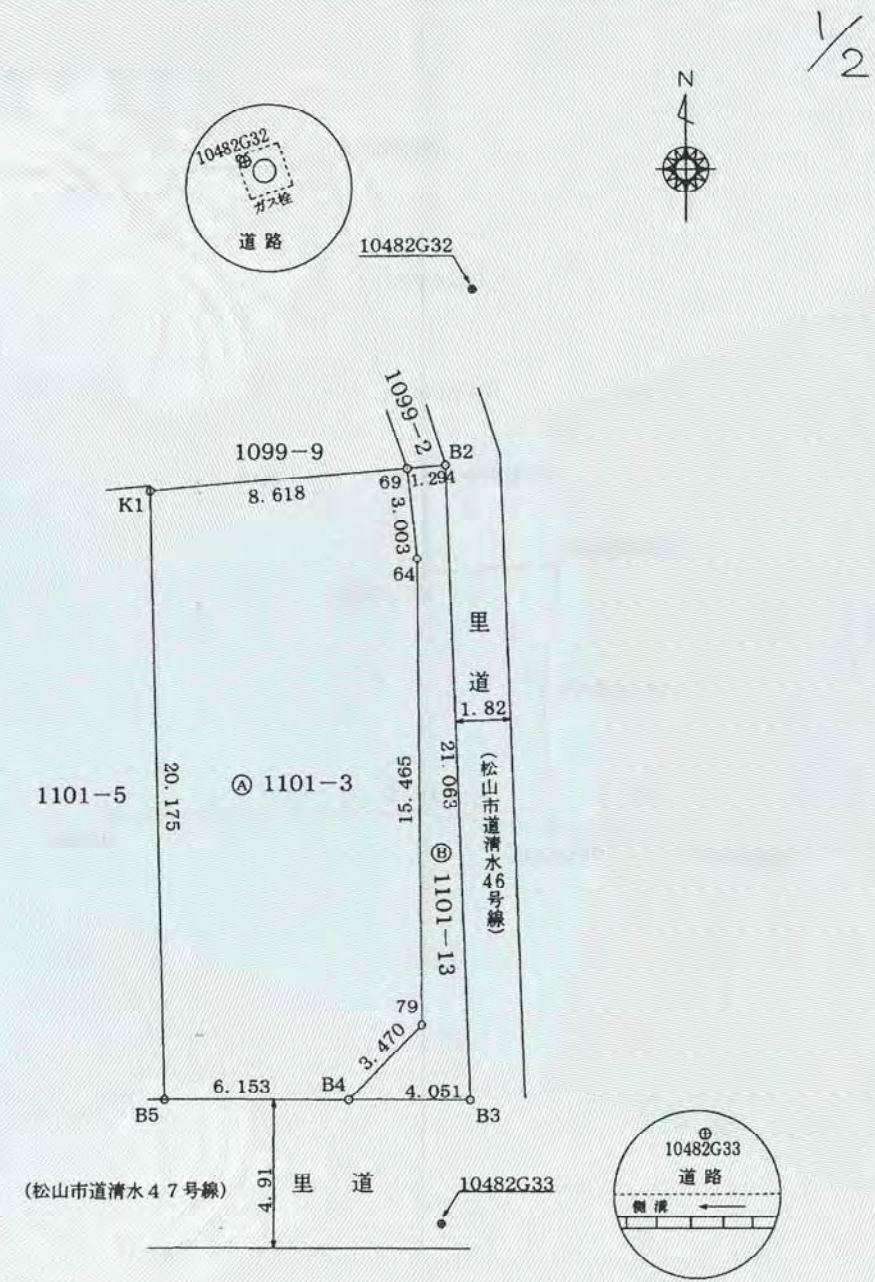 1/2
N
10482G32
ガス栓
道路
10482G32
1099-2
1099-9
B2
69
1.294
K1
8.618
3.003
64
里道
1.82
(松山市道清水46号線)
1101-5
20.175
Ⓐ 1101-3
15.465
21.063
Ⓑ 1101-13
79
3.470
6.153
B4
4.051
B5
B3
10482G33
道路
側溝
(松山市道清水47号線)
4.91
里道
10482G33